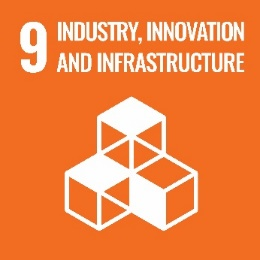 9 INDUSTRY, INNOVATION
AND INFRASTRUCTURE